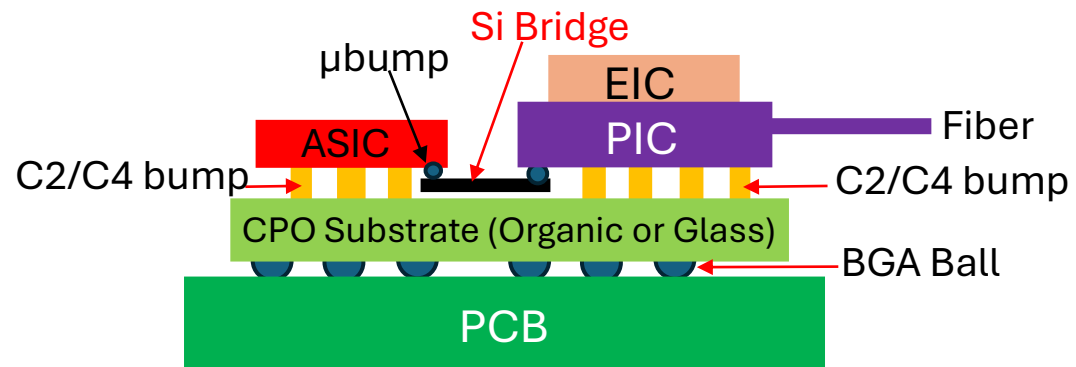 Si Bridge
μbump
EIC
ASIC
PIC
Fiber
C2/C4 bump
C2/C4 bump
CPO Substrate (Organic or Glass)
BGA Ball
PCB